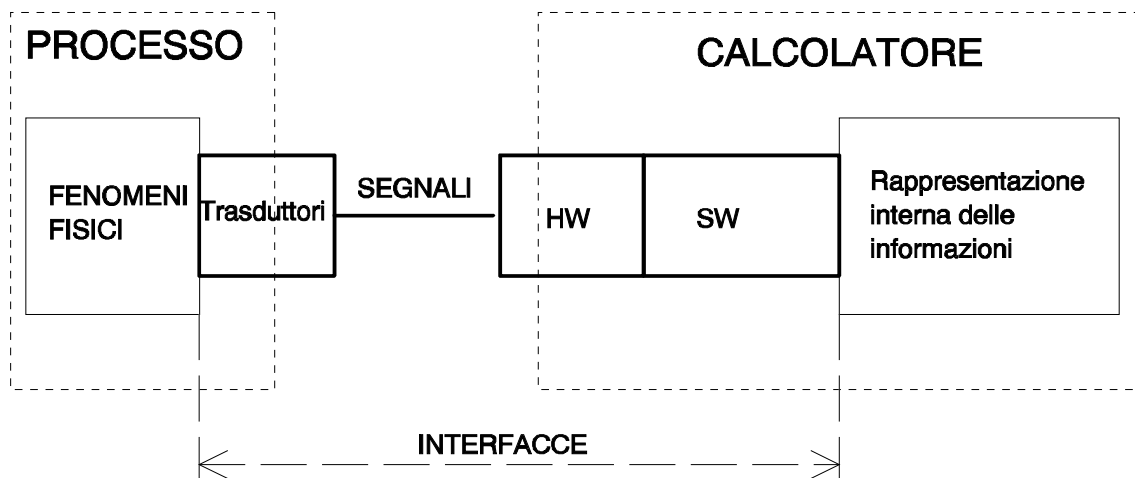 PROCESSO
CALCOLATORE
FENOMENI
FISICI
Trasduttori
SEGNALI
HW
SW
Rappresentazione
interna delle
informazioni
INTERFACCE